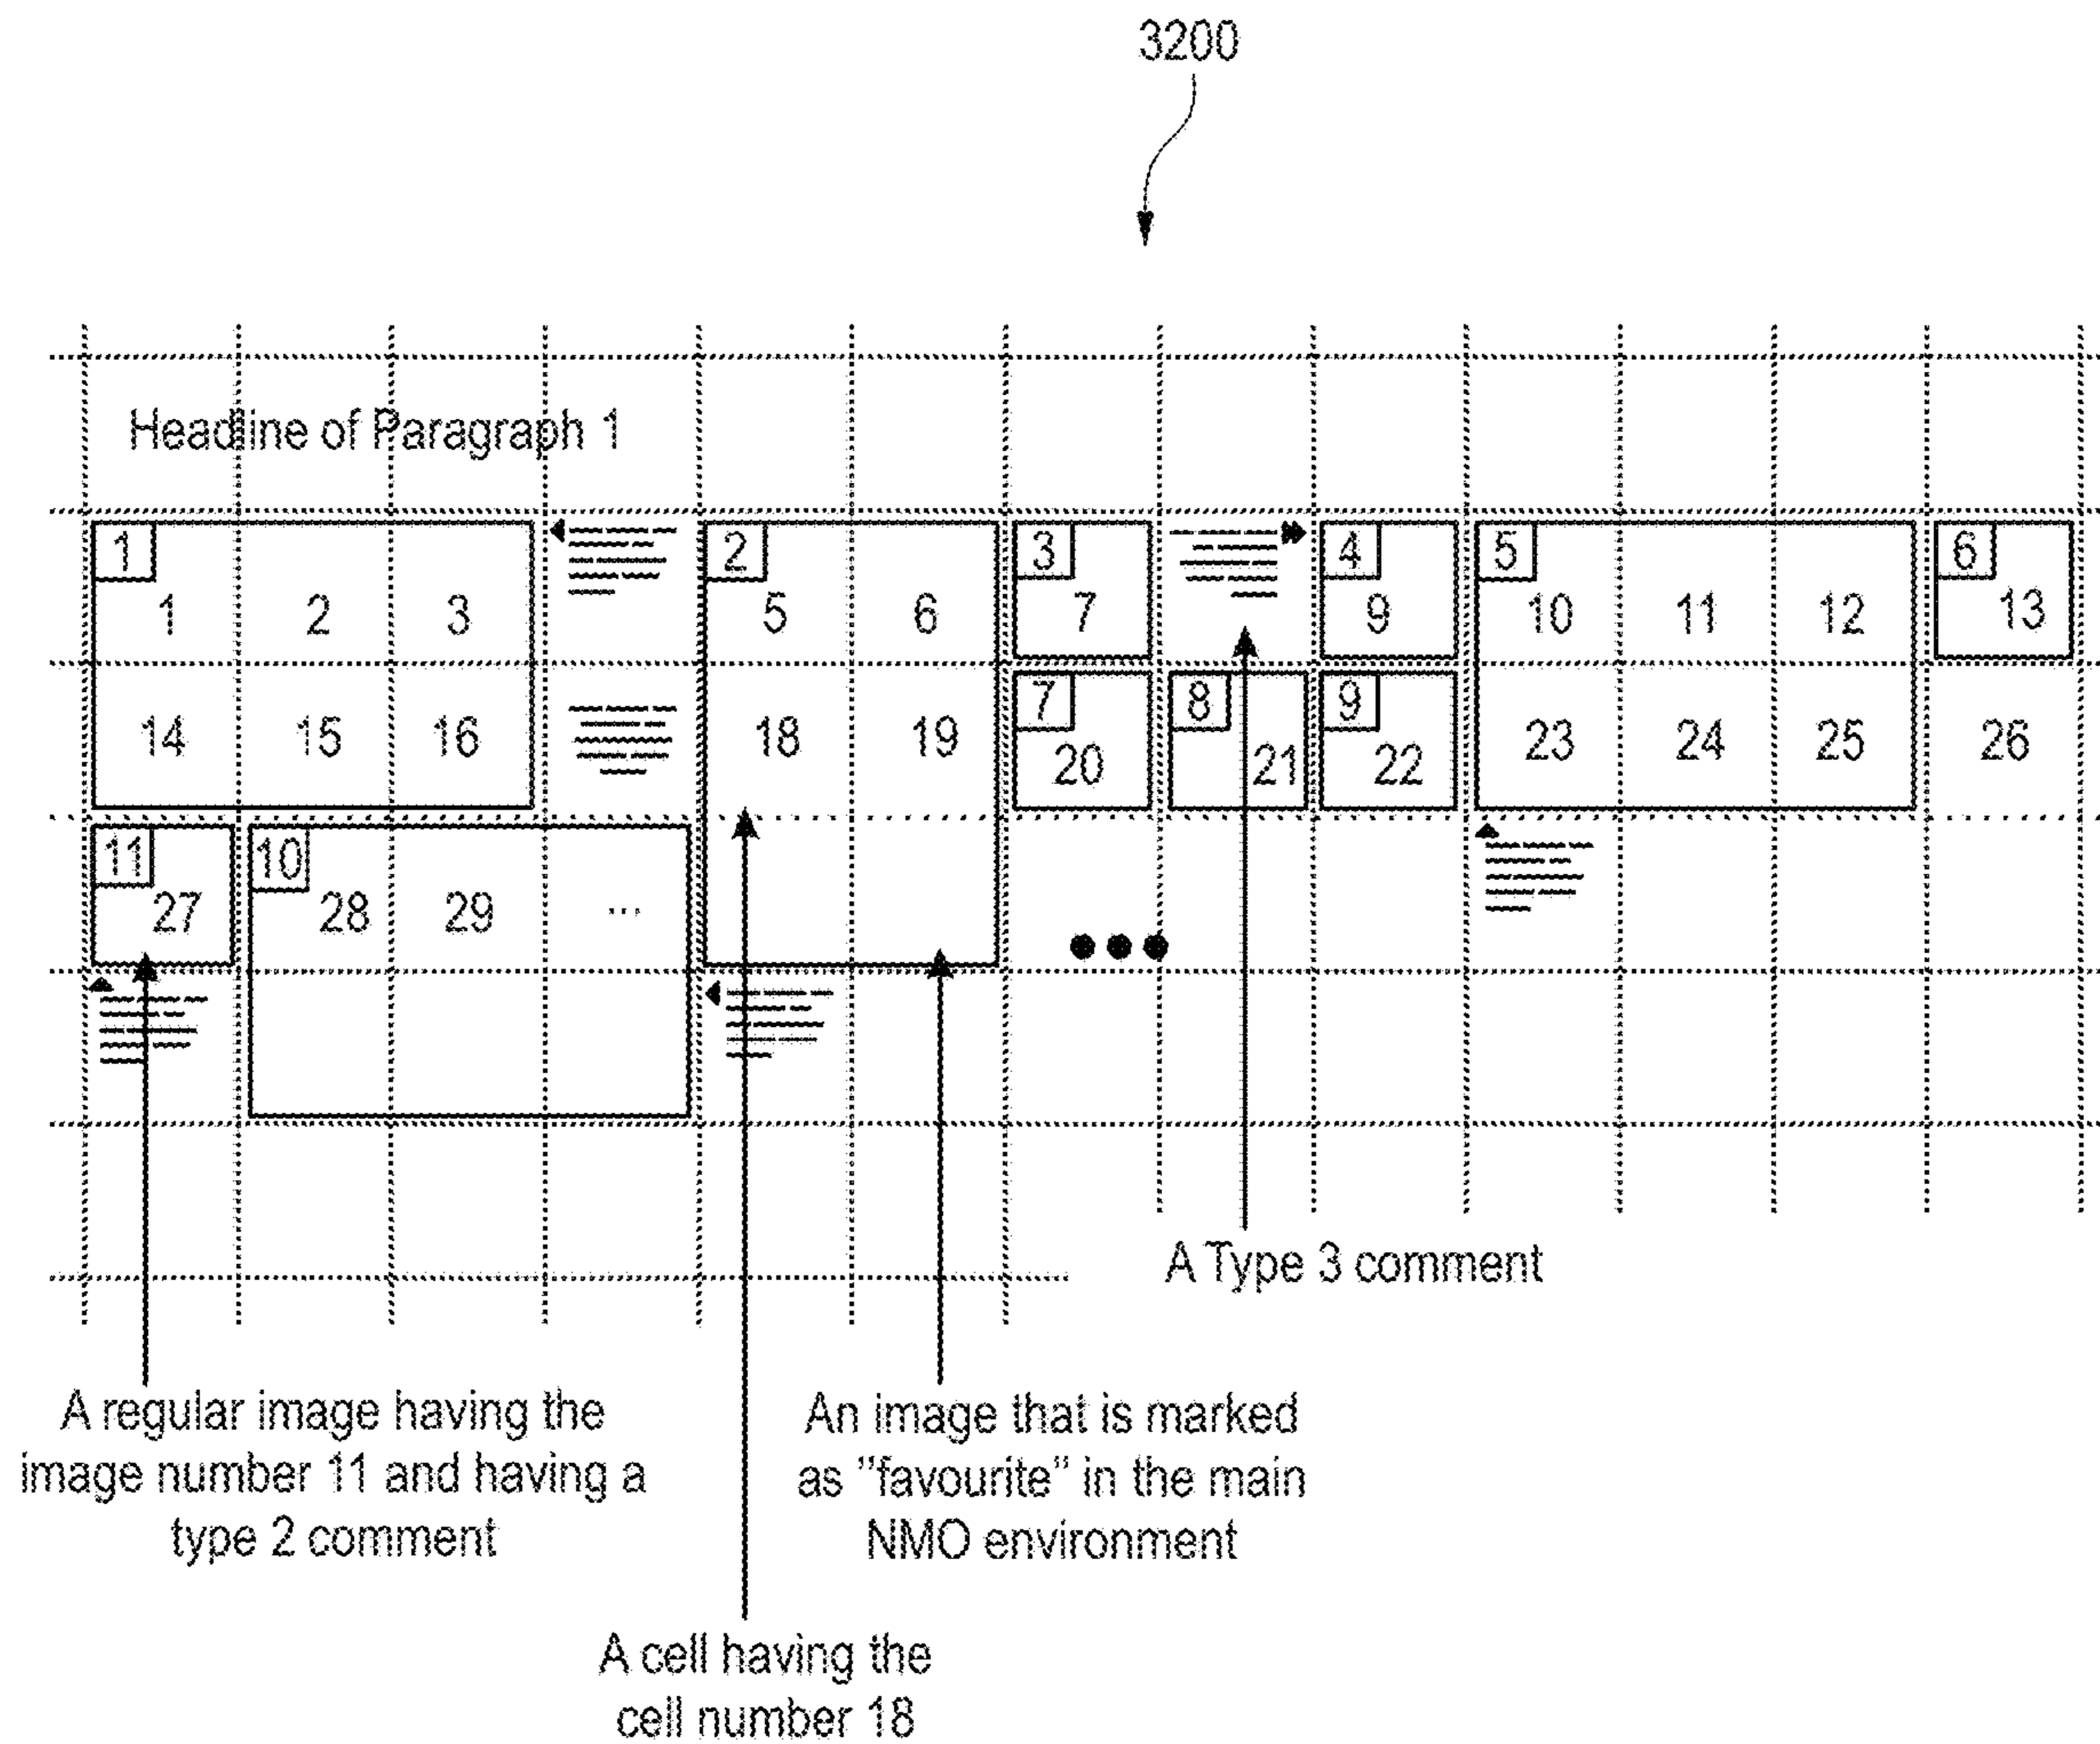 3200
Headline of Paragraph 1
1 2 3 4 5 6
1 2 3 5 6 7 9 10 11 12 13
7 8 9
14 15 16 18 19 20 21 22 23 24 25 26
11 10
27 28 29 ...
A Type 3 comment
A regular image having the
image number 11 and having a
type 2 comment
An image that is marked
as "favourite" in the main
NMO environment
A cell having the
cell number 18